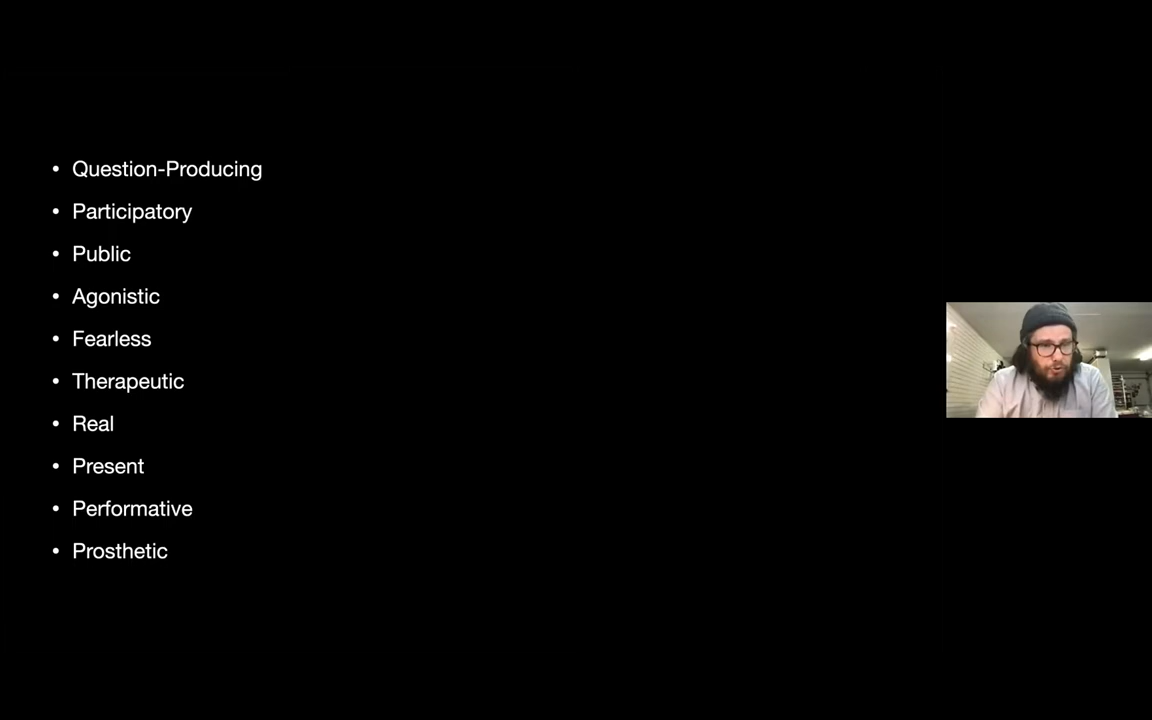 • Question-Producing
• Participatory
• Public
• Agonistic
• Fearless
• Therapeutic
• Real
• Present
• Performative
• Prosthetic